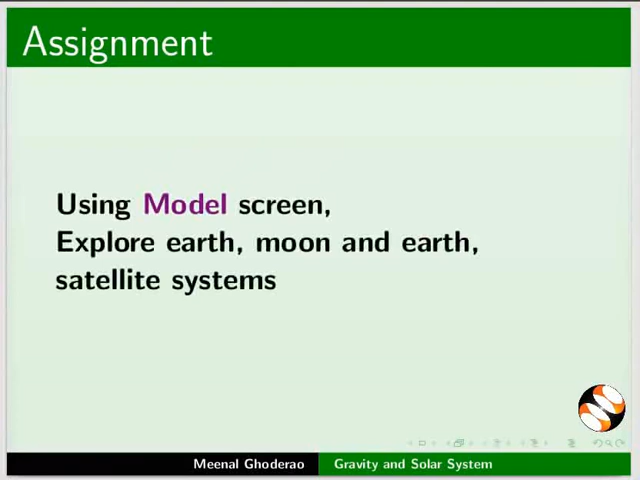 Assignment
Using Model screen,
Explore earth, moon and earth,
satellite systems
Meenal Ghoderao
Gravity and Solar System